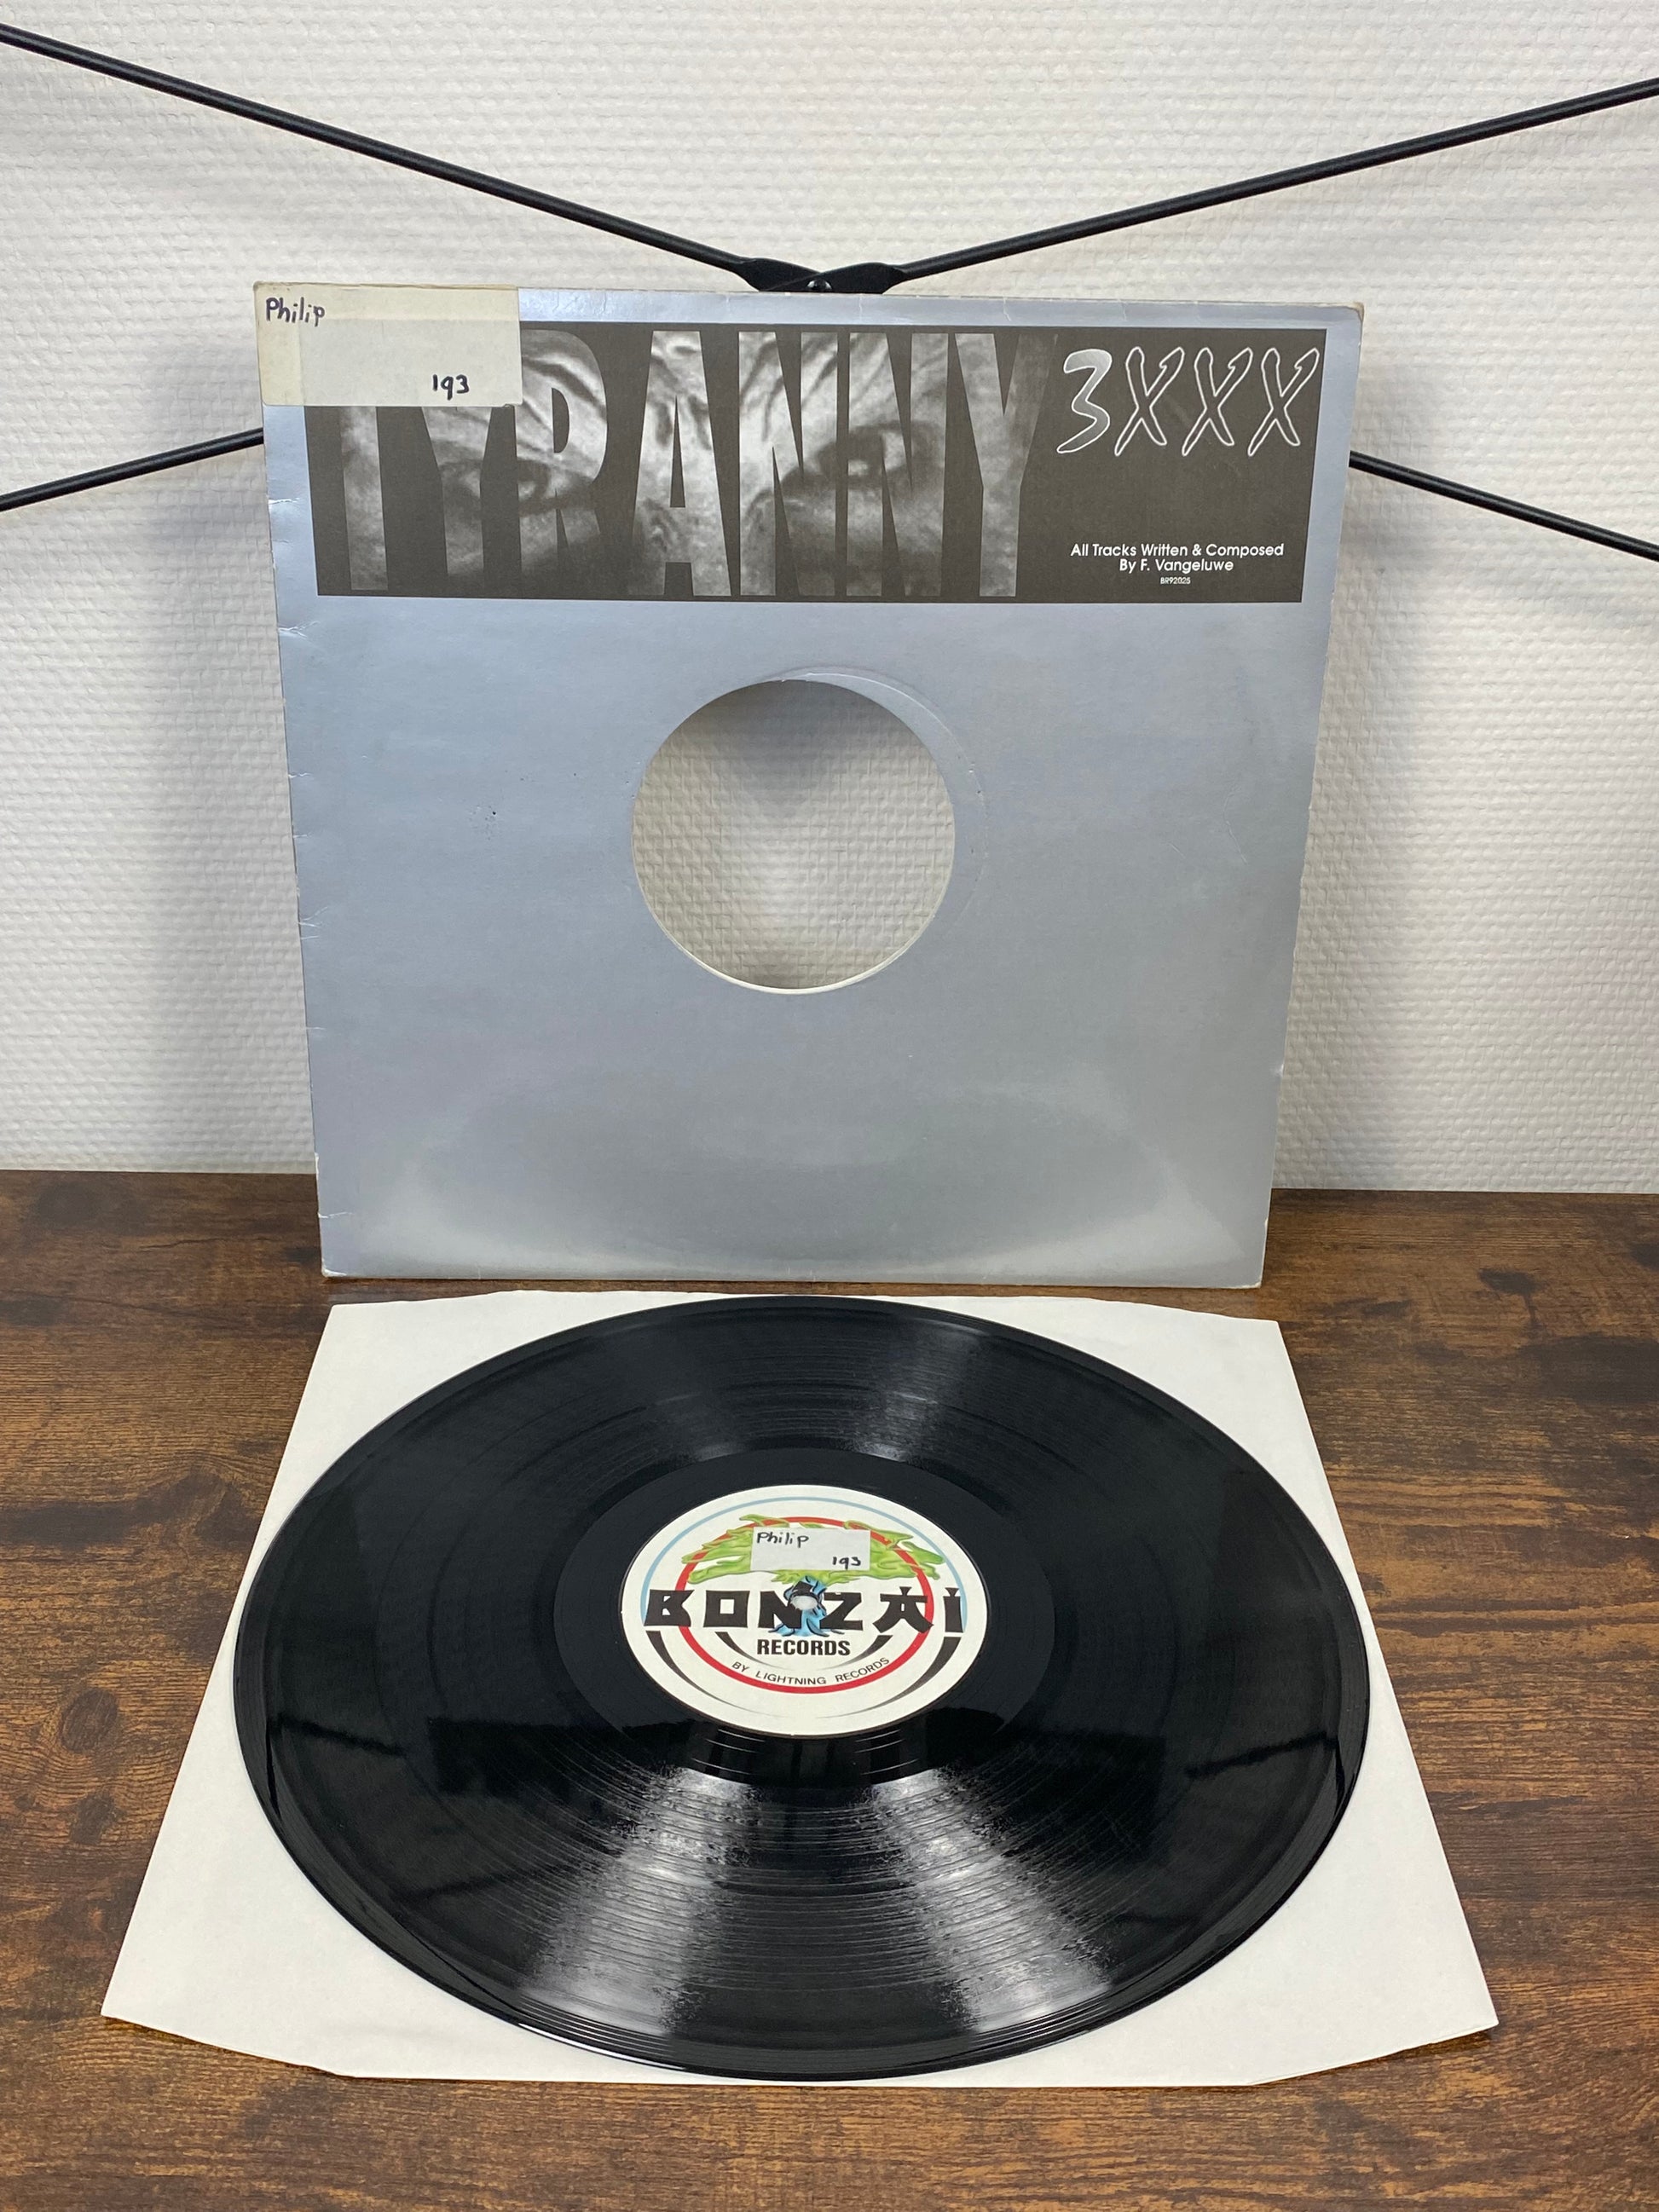 Philip
193
TYRANNY
3XXX
All Tracks Written & Composed
By F. Vangeluwe
BR92025
Philip
193
BONZAI
RECORDS
BY LIGHTNING RECORDS